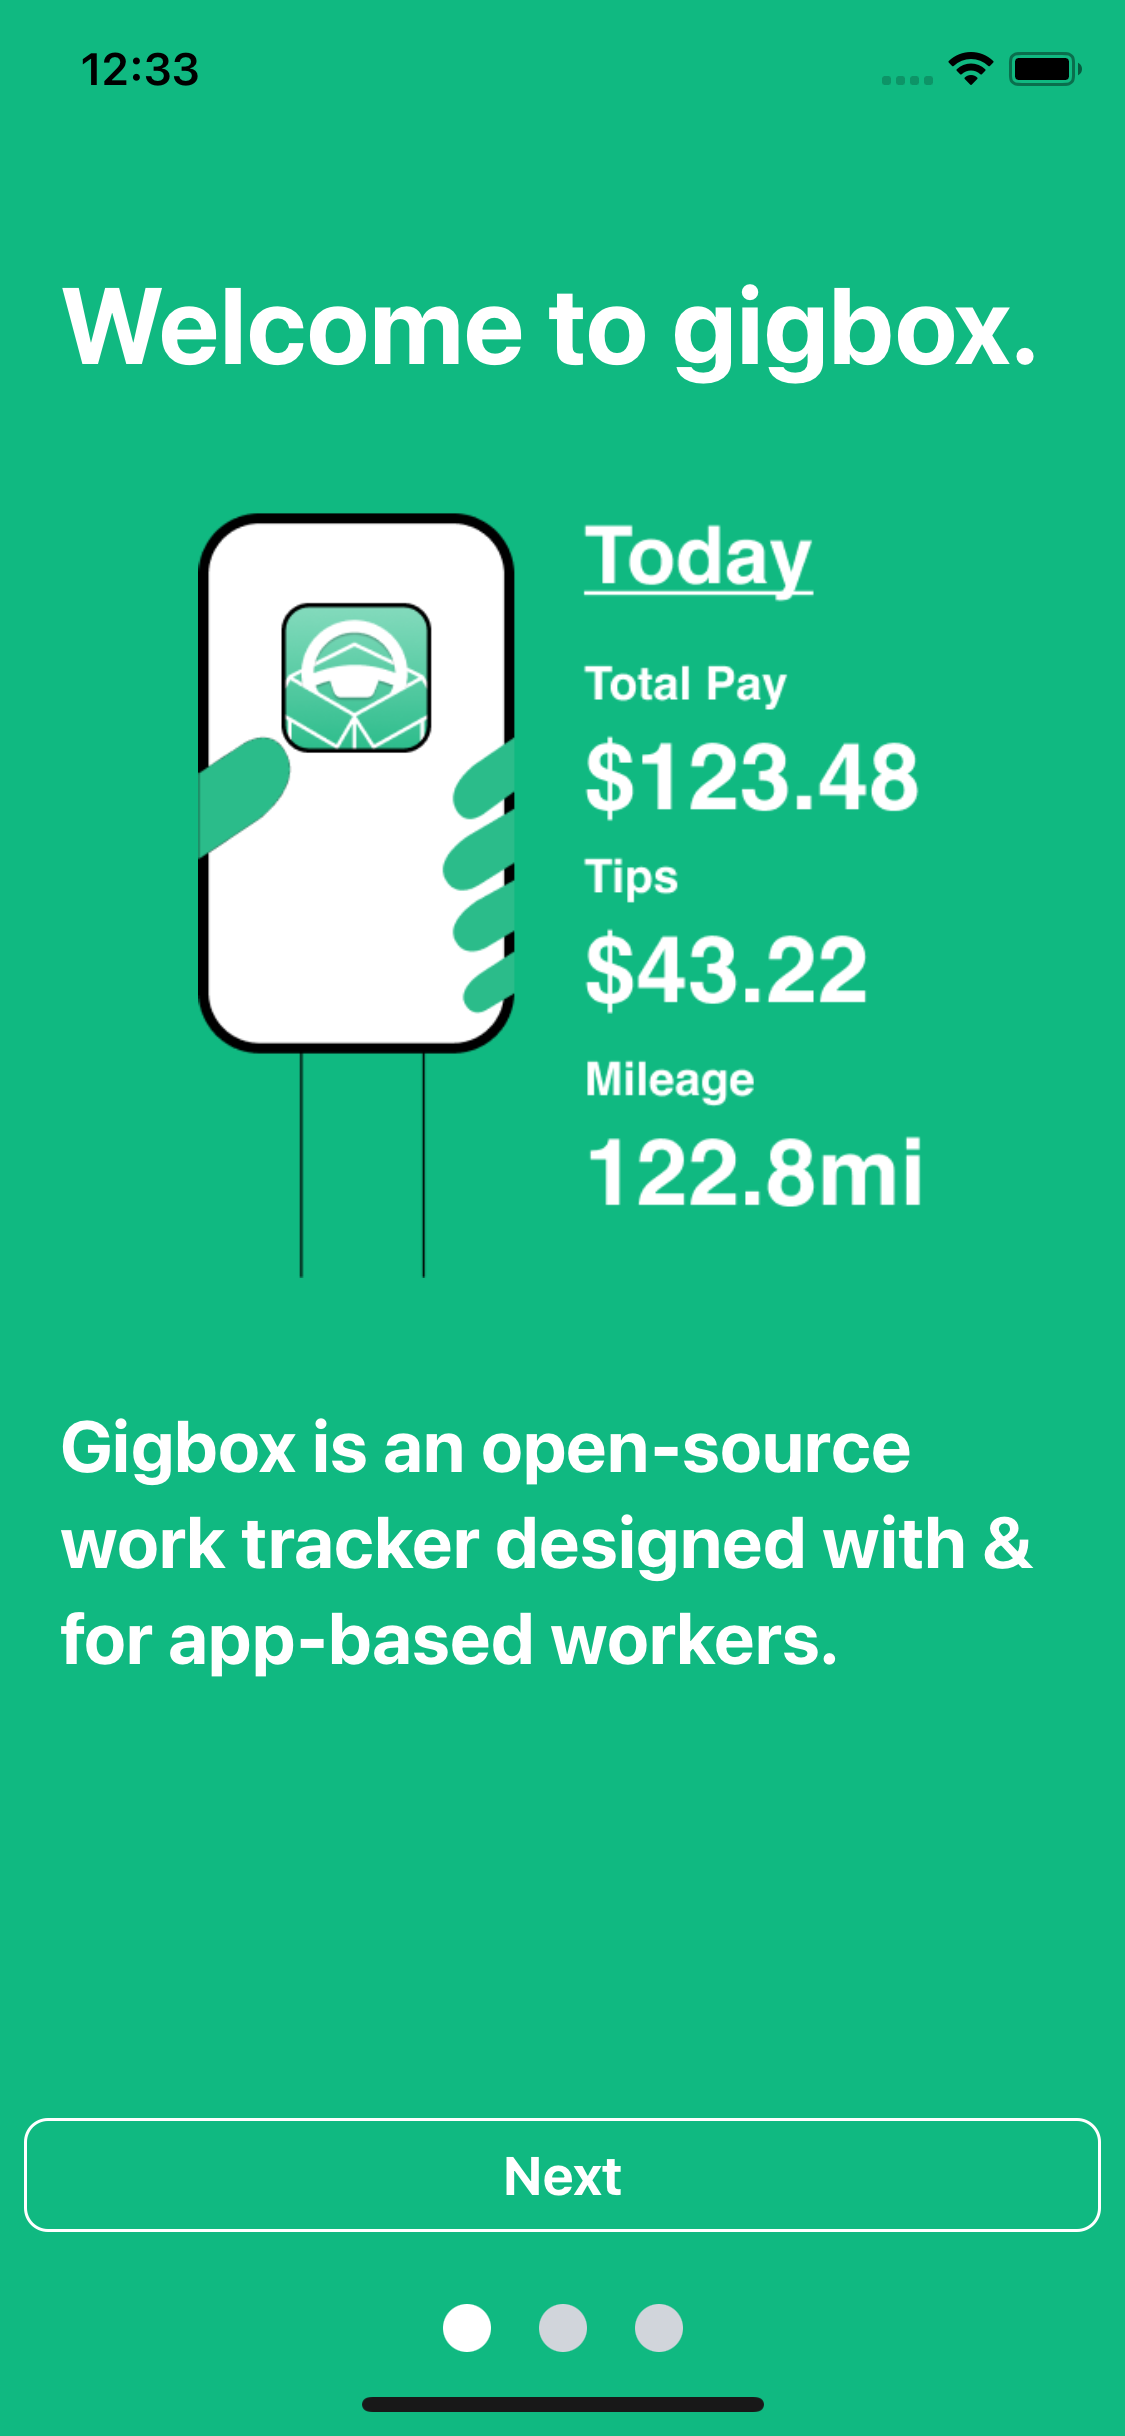 12:33
Welcome to gigbox.
Today
Total Pay
$123.48
Tips
$43.22
Mileage
122.8mi
Gigbox is an open-source
work tracker designed with &
for app-based workers.
Next